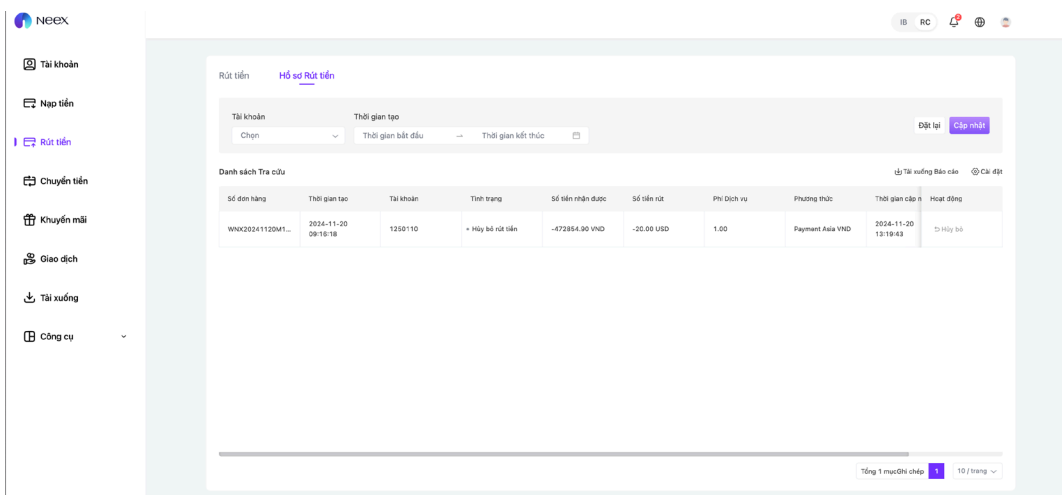 Neex
IB RC 2
Tài khoản
Nạp tiền
Rút tiền
Chuyển tiền
Khuyến mãi
Giao dịch
Tải xuống
Công cụ
Rút tiền Hồ sơ Rút tiền
Tài khoản Thời gian tạo
Chọn Thời gian bắt đầu → Thời gian kết thúc Đặt lại Cập nhật
Danh sách Tra cứu Tải xuống Báo cáo Cài đặt
Số đơn hàng Thời gian tạo Tài khoản Tình trạng Số tiền nhận được Số tiền rút Phí Dịch vụ Phương thức Thời gian cập n Hoạt động
WNX20241120M1... 2024-11-20 1250110 Hủy bỏ rút tiền -472854.90 VND -20.00 USD 1.00 Payment Asia VND 2024-11-20 Hủy bỏ
09:16:18 13:19:43
Tổng 1 mụcGhi chép 1 10 / trang